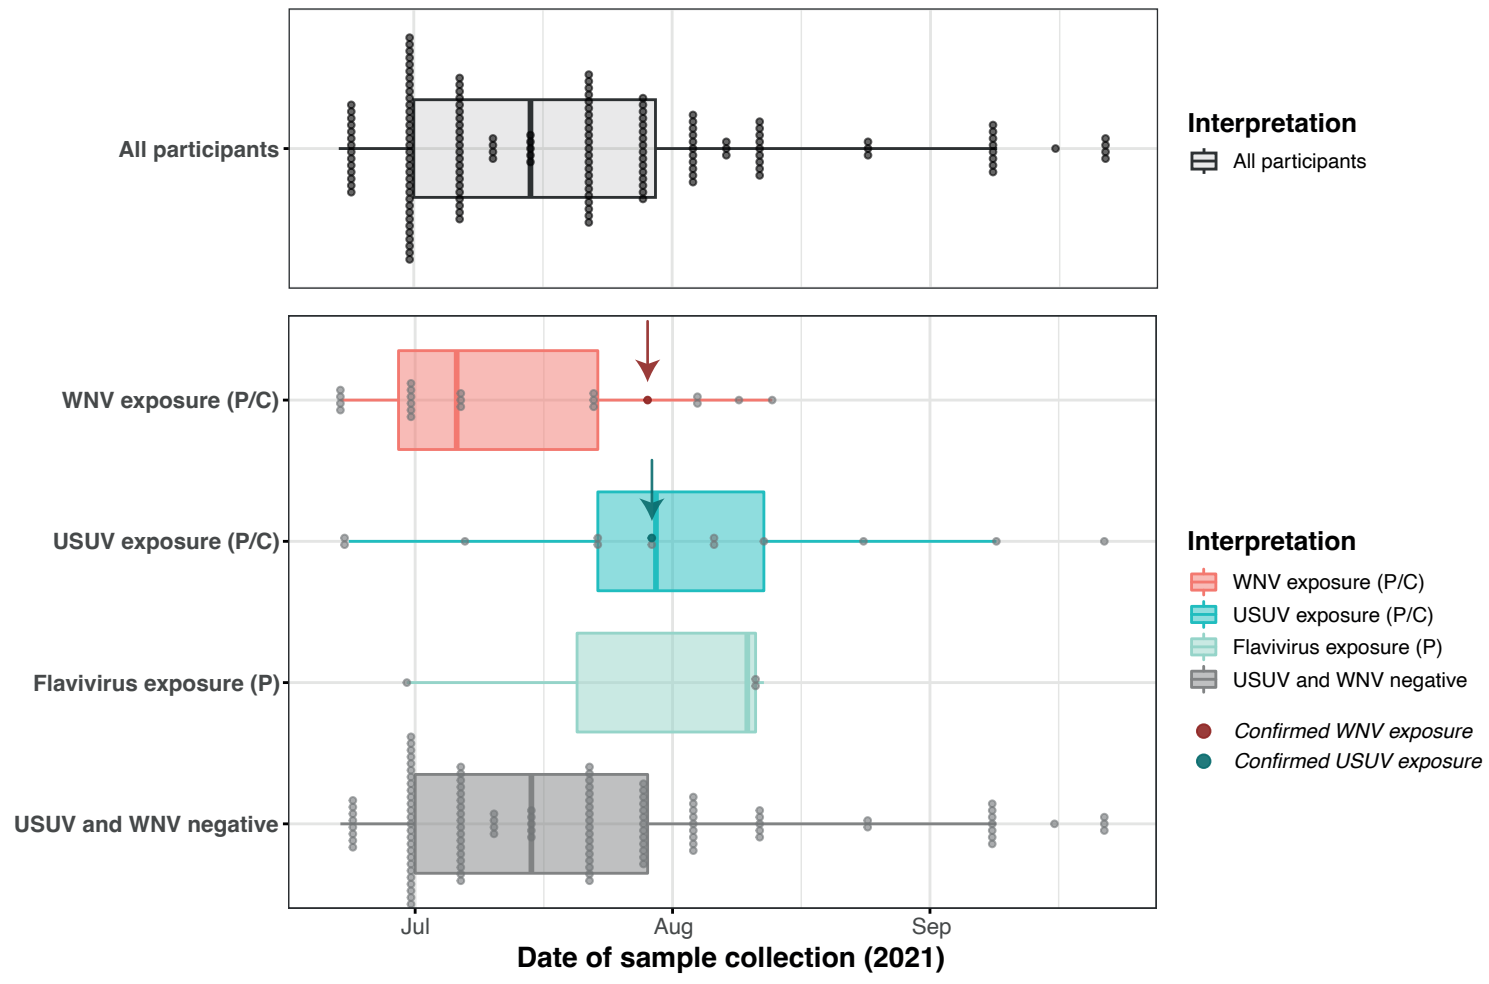 All participants
Interpretation
All participants
WNV exposure (P/C)
USUV exposure (P/C)
Flavivirus exposure (P)
USUV and WNV negative
Interpretation
WNV exposure (P/C)
USUV exposure (P/C)
Flavivirus exposure (P)
USUV and WNV negative
Confirmed WNV exposure
Confirmed USUV exposure
Jul Aug Sep
Date of sample collection (2021)